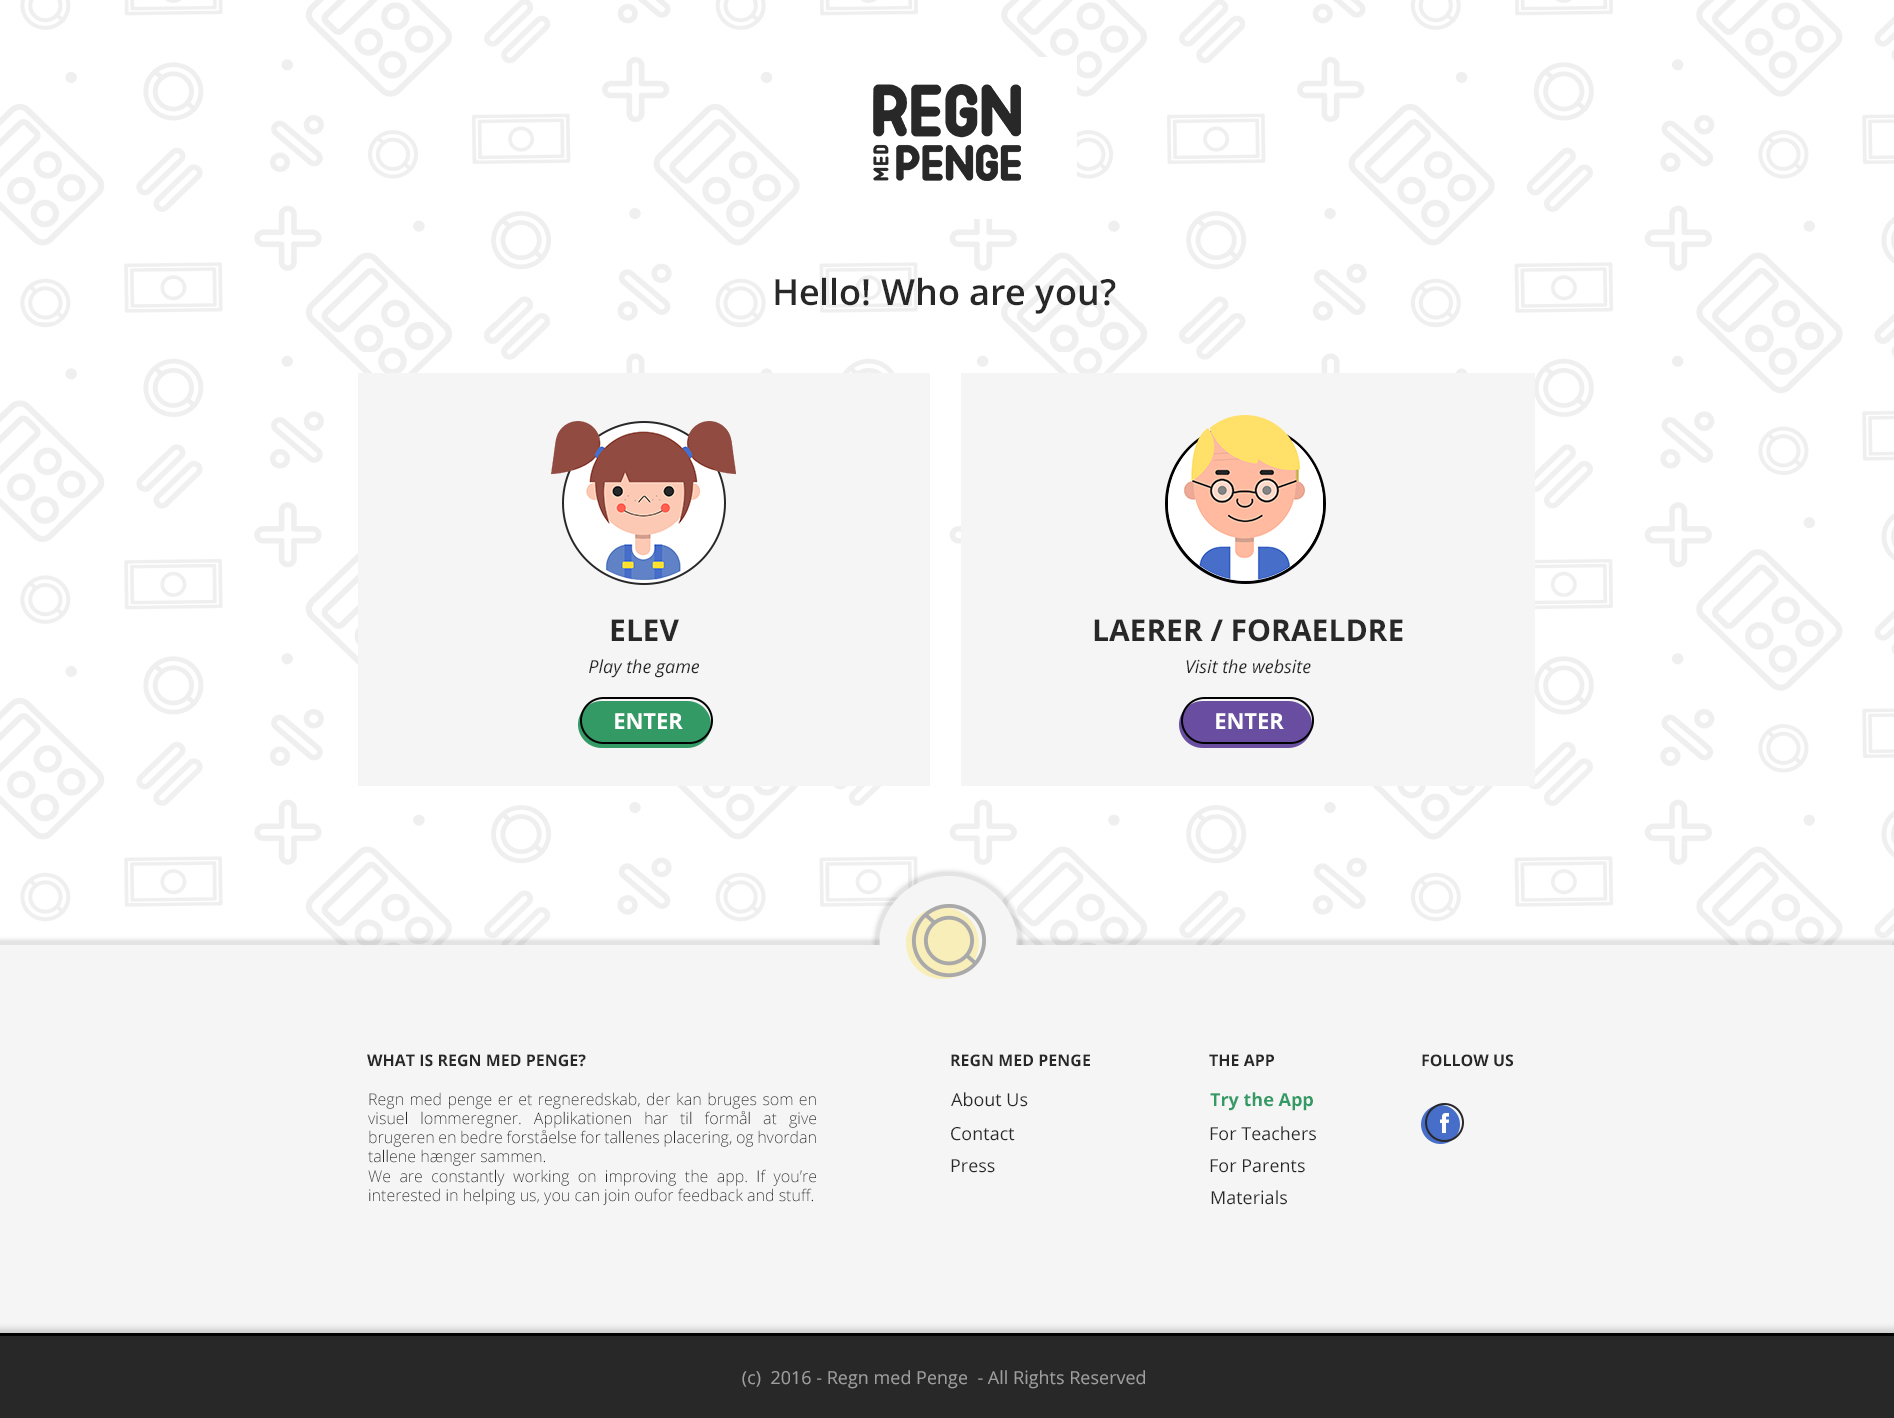 REGN
MED PENGE
Hello! Who are you?
ELEV
Play the game
ENTER
LAERER / FORAELDRE
Visit the website
ENTER
WHAT IS REGN MED PENGE?
Regn med penge er et regneredskab, der kan bruges som en
visuel lommeregner. Applikationen har til formål at give
brugeren en bedre forståelse for tallenes placering, og hvordan
tallene hænger sammen.
We are constantly working on improving the app. If you're
interested in helping us, you can join oufor feedback and stuff.
REGN MED PENGE
About Us
Contact
Press
THE APP
Try the App
For Teachers
For Parents
Materials
FOLLOW US
f
(c) 2016 - Regn med Penge - All Rights Reserved